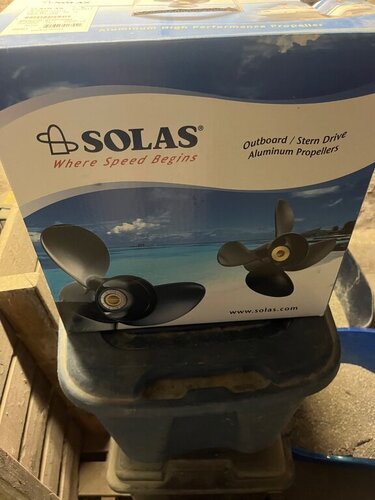 Aluminum High Performance Propeller
SOLAS®
Where Speed Begins
Outboard / Stern Drive
Aluminum Propellers
www.solas.com